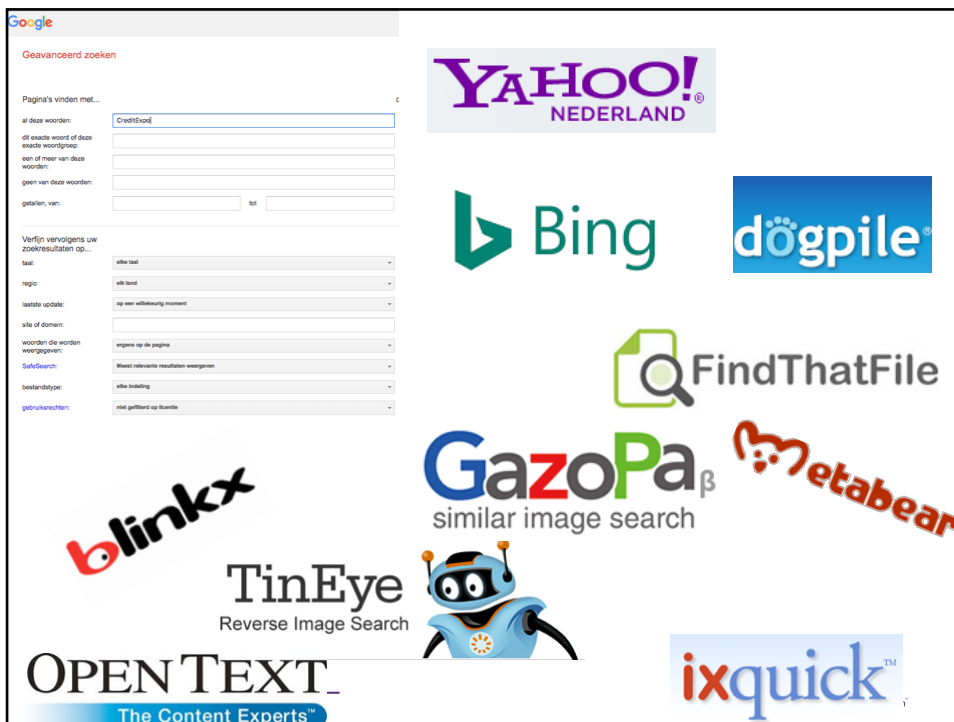 Google
Geavanceerd zoeken
Pagina's vinden met...
al deze woorden:
CreditExpo
dit exacte woord of deze
exacte woordgroep:
een of meer van deze
woorden:
geen van deze woorden:
getallen, van:
tot
Verfijn vervolgens uw
zoekresultaten op...
taal:
elke taal
regio:
elk land
laatste update:
op een willekeurig moment
site of domein:
woorden die worden
weergegeven:
ergens op de pagina
SafeSearch:
Meest relevante resultaten weergeven
bestandstype:
elke indeling
gebruiksrechten:
niet gefilterd op licentie
YAHOO!®
NEDERLAND
Bing
dogpile®
FindThatFile
GazoPa β
similar image search
Metabear
blinkx
TinEye
Reverse Image Search
OPEN TEXT
The Content Experts™
ixquick™